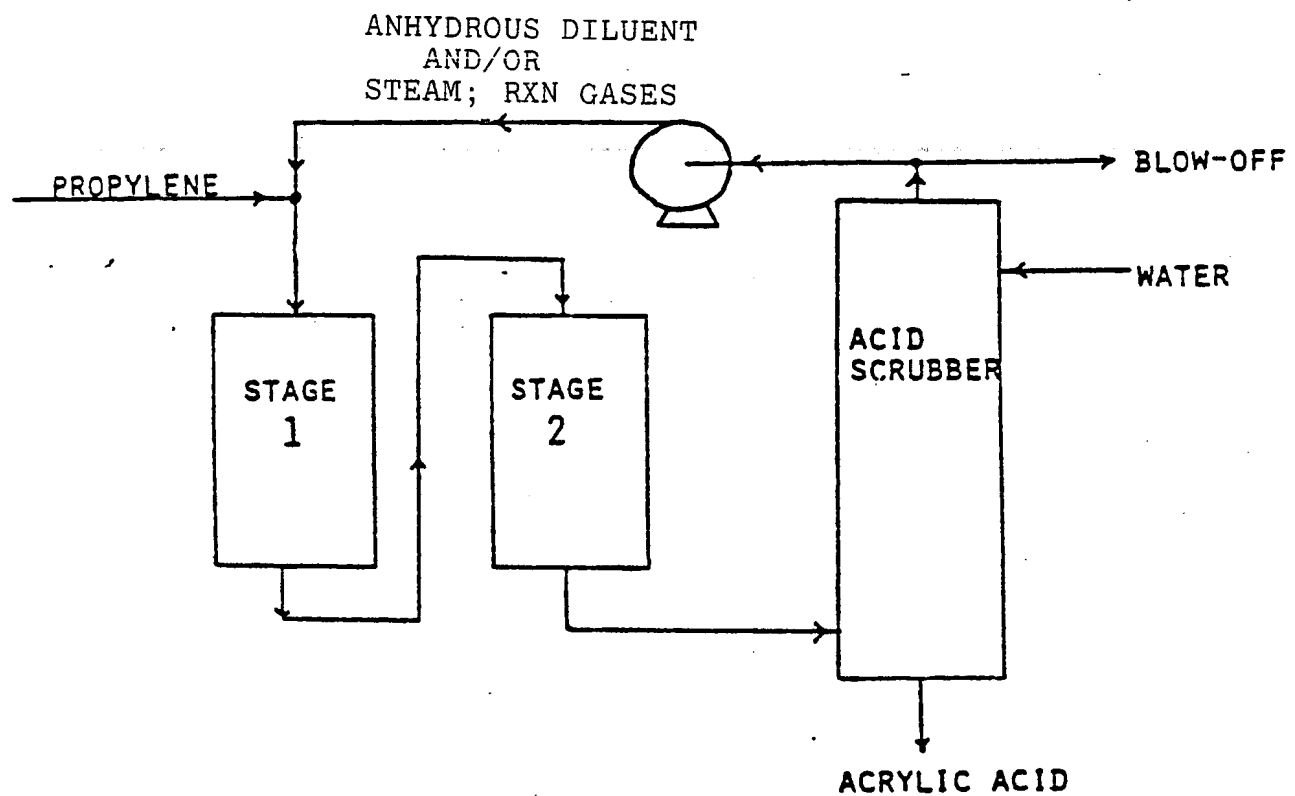 ANHYDROUS DILUENT
AND/OR
STEAM; RXN GASES
PROPYLENE
BLOW-OFF
WATER
STAGE
1
STAGE
2
ACID
SCRUBBER
ACRYLIC ACID